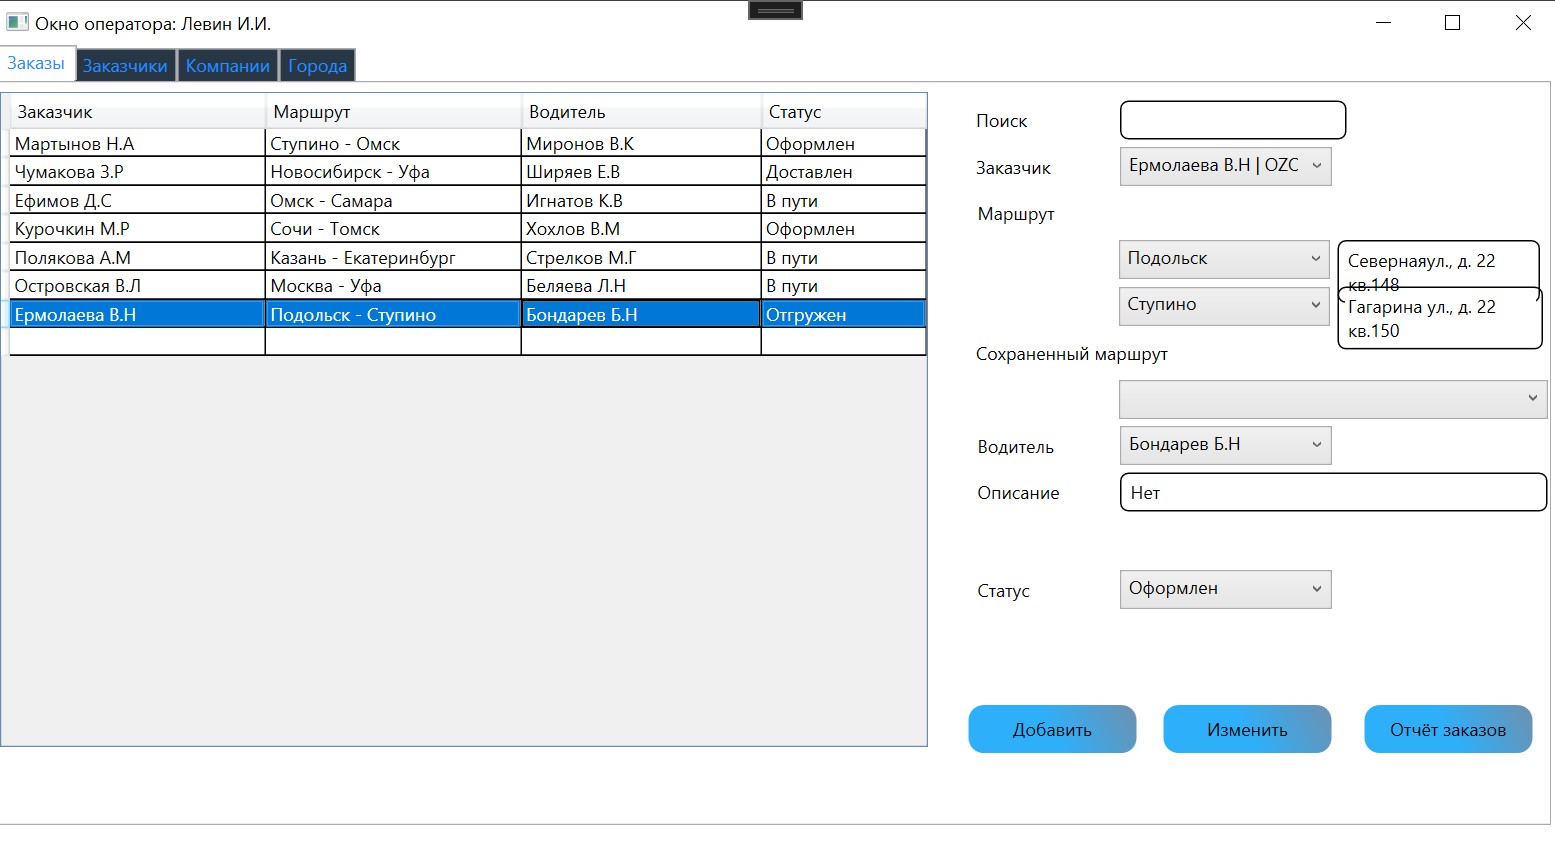 Окно оператора: Левин И.И.
Заказы Заказчики Компании Города
Заказчик Маршрут Водитель Статус
Мартынов Н.А Ступино - Омск Миронов В.К Оформлен
Чумакова З.Р Новосибирск - Уфа Ширяев Е.В Доставлен
Ефимов Д.С Омск - Самара Игнатов К.В В пути
Курочкин М.Р Сочи - Томск Хохлов В.М Оформлен
Полякова А.М Казань - Екатеринбург Стрелков М.Г В пути
Островская В.Л Москва - Уфа Беляева Л.Н В пути
Ермолаева В.Н Подольск - Ступино Бондарев Б.Н Отгружен
Поиск
Заказчик Ермолаева В.Н | OZC
Маршрут
Подольск Севернаяул., д. 22
кв.148
Ступино Гагарина ул., д. 22
кв.150
Сохраненный маршрут
Водитель Бондарев Б.Н
Описание Нет
Статус Оформлен
Добавить Изменить Отчёт заказов